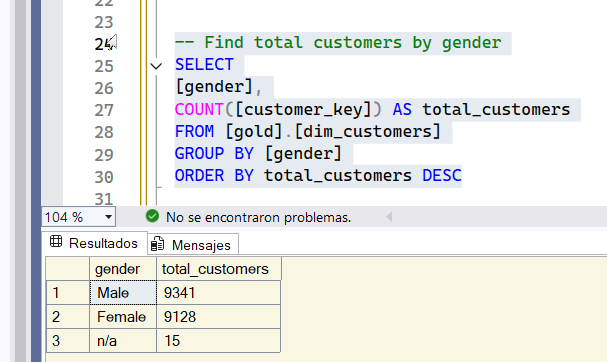 22
23
24 -- Find total customers by gender
25 SELECT
26 [gender],
27 COUNT([customer_key]) AS total_customers
28 FROM [gold].[dim_customers]
29 GROUP BY [gender]
30 ORDER BY total_customers DESC
31
104 % No se encontraron problemas.
Resultados Mensajes
gender total_customers
1 Male 9341
2 Female 9128
3 n/a 15